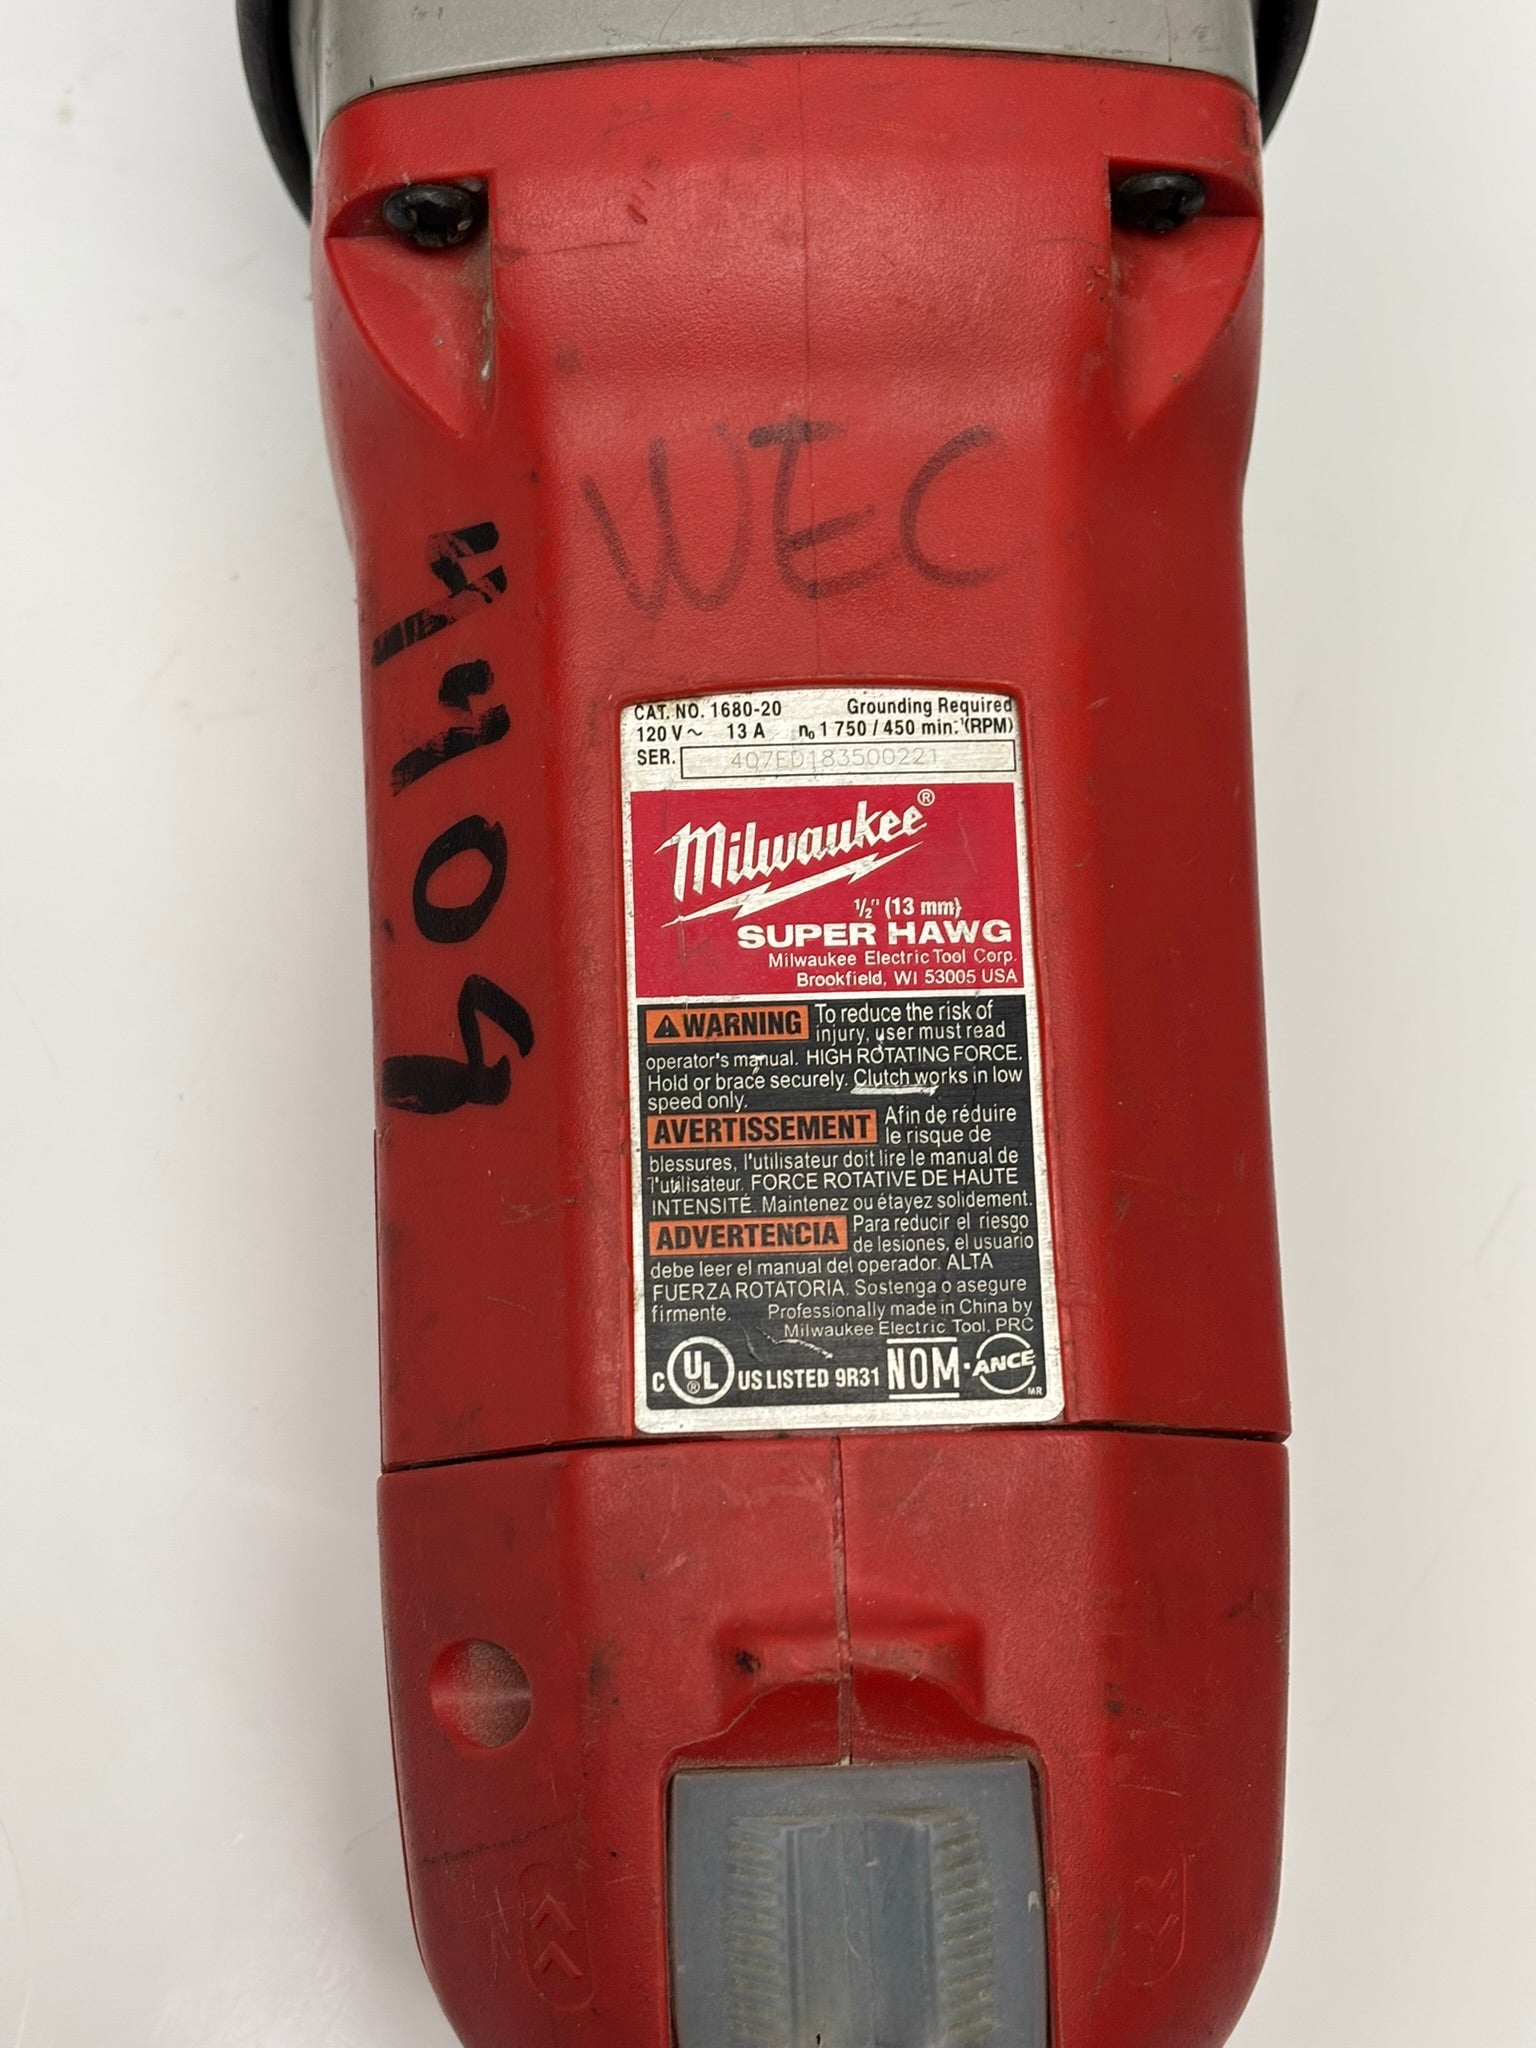 WEC
CAT. NO. 1680-20 Grounding Required
120 V~ 13 A n₀ 1 750 / 450 min.⁻¹(RPM)
SER. 407ED183500221
Milwaukee®
1/2" (13 mm)
SUPER HAWG
Milwaukee Electric Tool Corp.
Brookfield, WI 53005 USA
⚠WARNING To reduce the risk of
injury, user must read
operator's manual. HIGH ROTATING FORCE.
Hold or brace securely. Clutch works in low
speed only.
AVERTISSEMENT Afin de réduire
le risque de
blessures, l'utilisateur doit lire le manual de
l'utilisateur. FORCE ROTATIVE DE HAUTE
INTENSITÉ. Maintenez ou étayez solidement.
ADVERTENCIA Para reducir el riesgo
de lesiones, el usuario
debe leer el manual del operador. ALTA
FUERZA ROTATORIA. Sostenga o asegure
firmente. Professionally made in China by
Milwaukee Electric Tool, PRC
c UL® US LISTED 9R31 NOM-ANCE MR